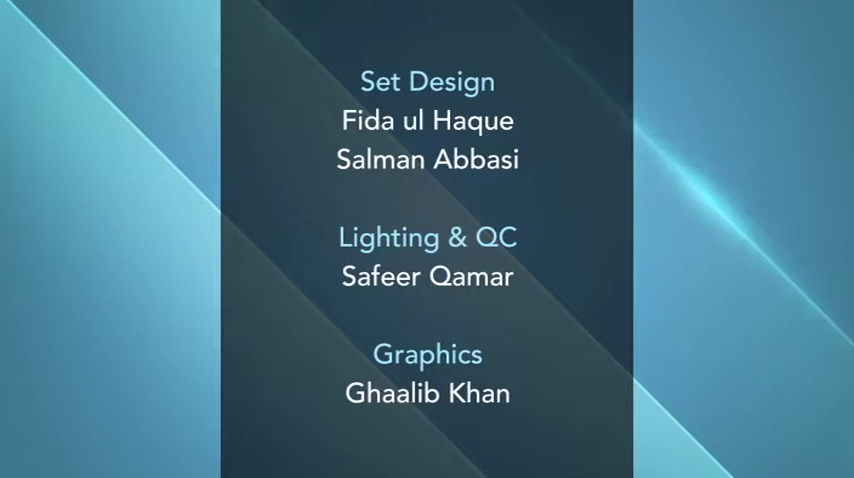 Set Design
Fida ul Haque
Salman Abbasi
Lighting & QC
Safeer Qamar
Graphics
Ghaalib Khan